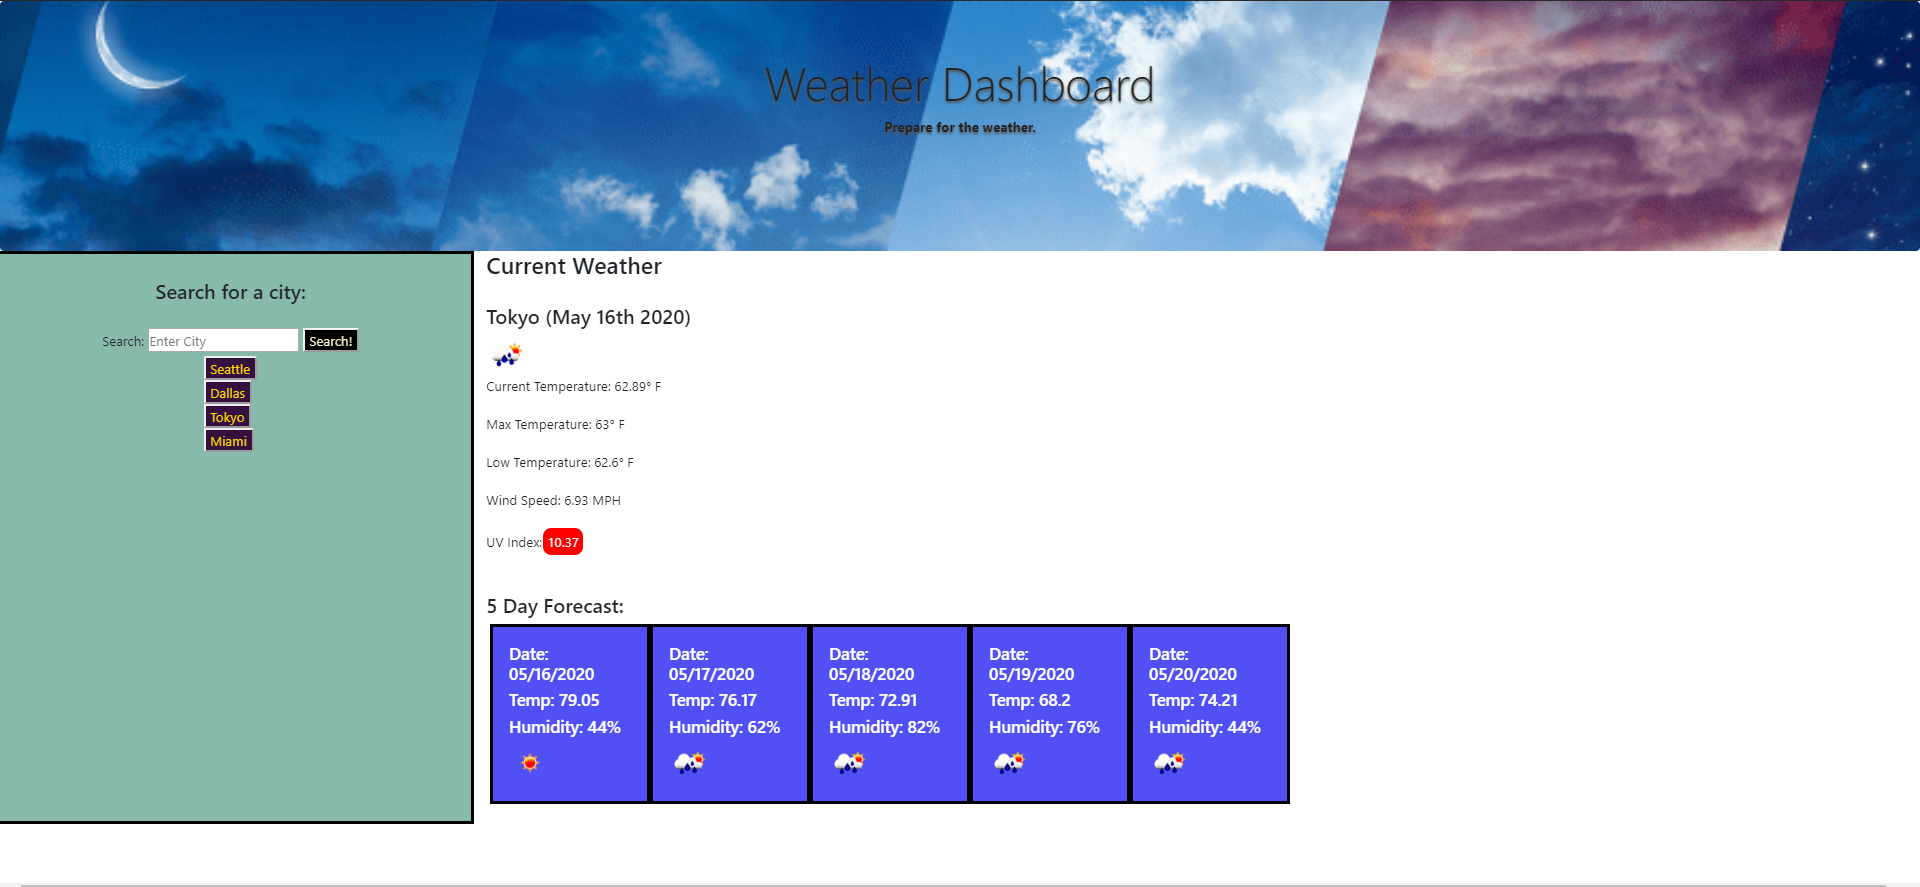 Weather Dashboard
Prepare for the weather.
Search for a city:
Search: Enter City Search!
Seattle
Dallas
Tokyo
Miami
Current Weather
Tokyo (May 16th 2020)
Current Temperature: 62.89° F
Max Temperature: 63° F
Low Temperature: 62.6° F
Wind Speed: 6.93 MPH
UV Index: 10.37
5 Day Forecast:
Date:
05/16/2020
Temp: 79.05
Humidity: 44%
Date:
05/17/2020
Temp: 76.17
Humidity: 62%
Date:
05/18/2020
Temp: 72.91
Humidity: 82%
Date:
05/19/2020
Temp: 68.2
Humidity: 76%
Date:
05/20/2020
Temp: 74.21
Humidity: 44%